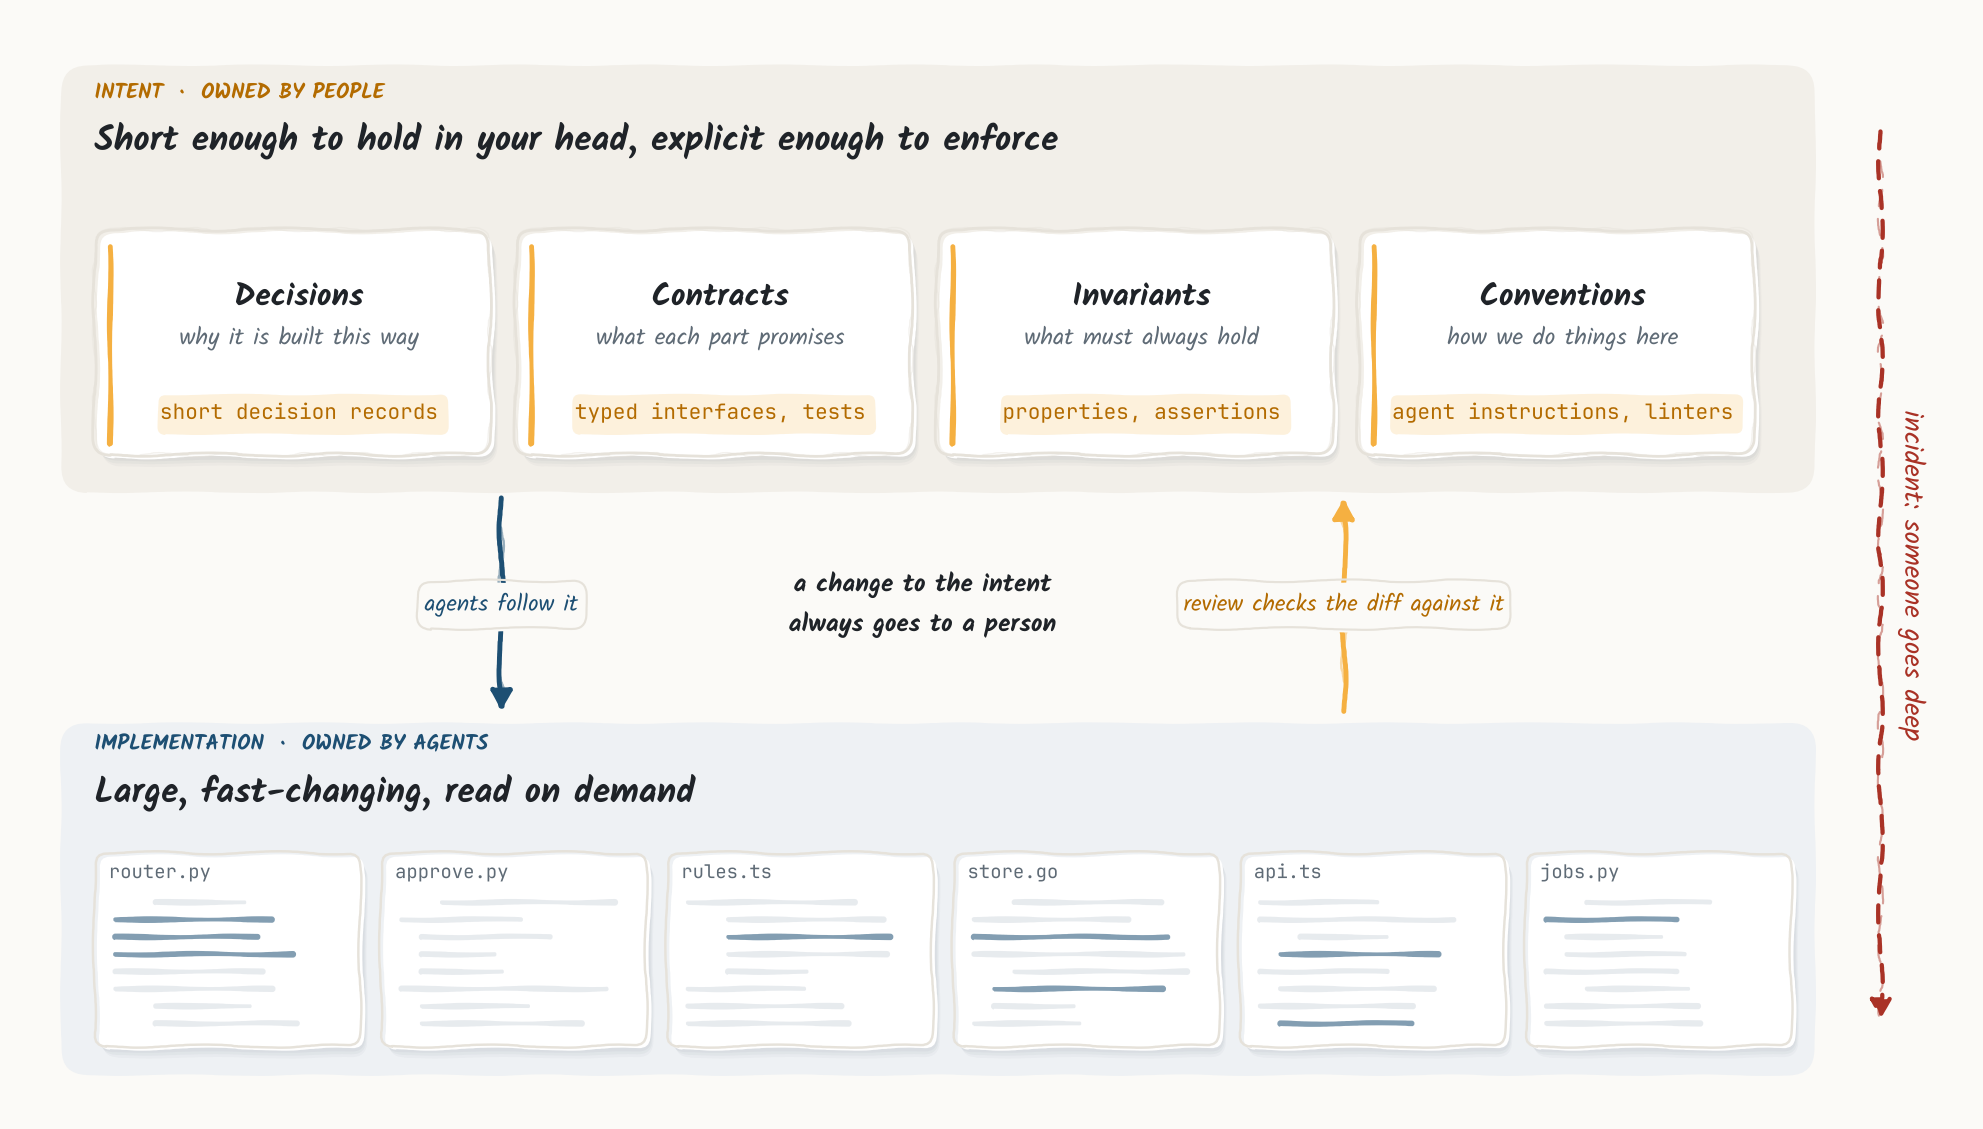 INTENT · OWNED BY PEOPLE
Short enough to hold in your head, explicit enough to enforce
Decisions
why it is built this way
short decision records
Contracts
what each part promises
typed interfaces, tests
Invariants
what must always hold
properties, assertions
Conventions
how we do things here
agent instructions, linters
agents follow it
a change to the intent
always goes to a person
review checks the diff against it
incident: someone goes deep
IMPLEMENTATION · OWNED BY AGENTS
Large, fast-changing, read on demand
router.py
approve.py
rules.ts
store.go
api.ts
jobs.py